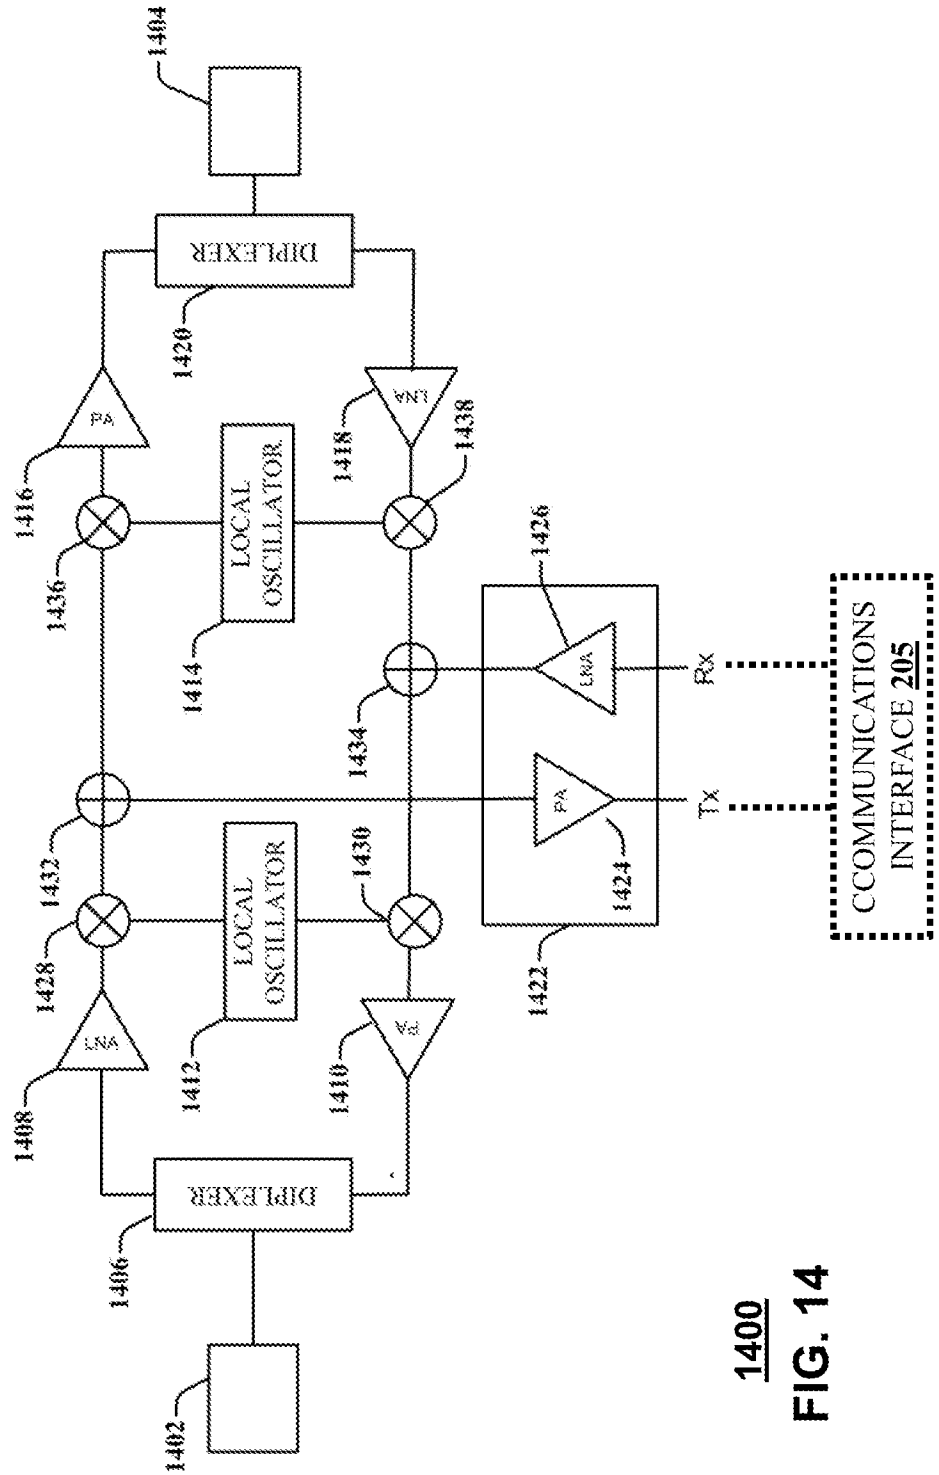 1404
DIPLEXER
1420
PA
1416
LNA
1418
1438
1436
LOCAL
OSCILLATOR
1414
1426
LNA
1434
Rx
1432
PA
1424
Tx
1428
LOCAL
OSCILLATOR
1412
1430
1422
CCOMMUNICATIONS
INTERFACE 205
LNA
1408
PA
1410
DIPLEXER
1406
1402
1400
FIG. 14